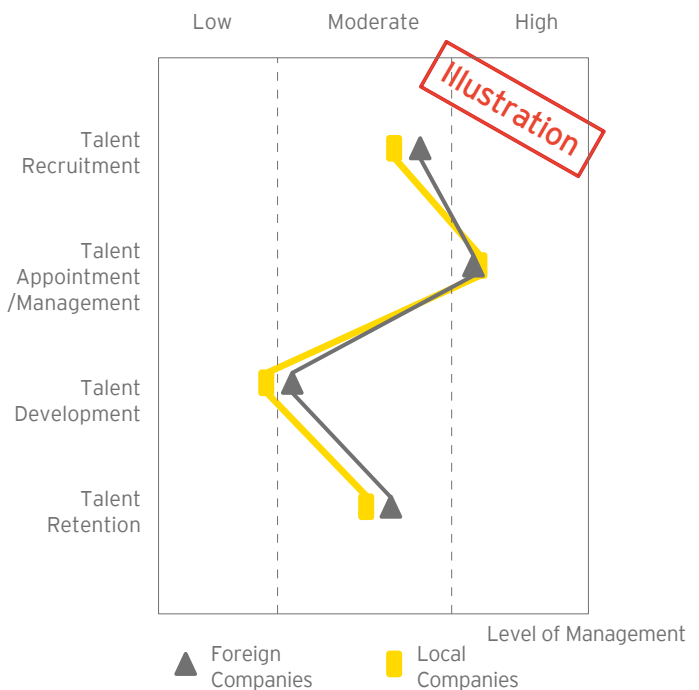 Low Moderate High
Illustration
Talent
Recruitment
Talent
Appointment
/Management
Talent
Development
Talent
Retention
Level of Management
Foreign
Companies
Local
Companies